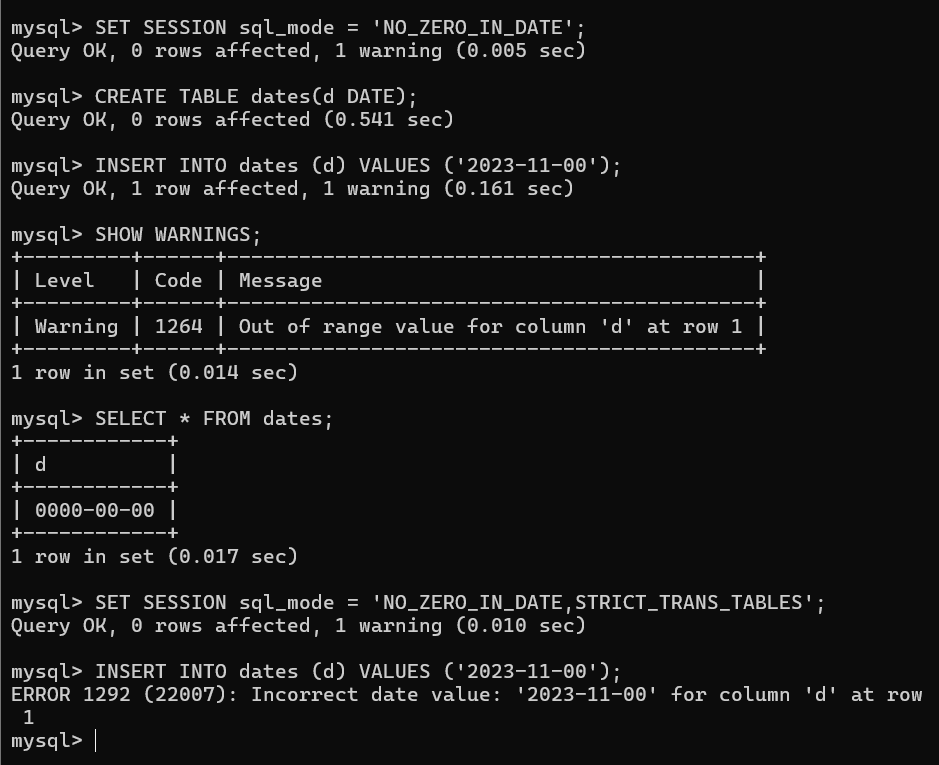 mysql> SET SESSION sql_mode = 'NO_ZERO_IN_DATE';
Query OK, 0 rows affected, 1 warning (0.005 sec)

mysql> CREATE TABLE dates(d DATE);
Query OK, 0 rows affected (0.541 sec)

mysql> INSERT INTO dates (d) VALUES ('2023-11-00');
Query OK, 1 row affected, 1 warning (0.161 sec)

mysql> SHOW WARNINGS;
+---------+------+--------------------------------------------+
| Level   | Code | Message                                    |
+---------+------+--------------------------------------------+
| Warning | 1264 | Out of range value for column 'd' at row 1 |
+---------+------+--------------------------------------------+
1 row in set (0.014 sec)

mysql> SELECT * FROM dates;
+------------+
| d          |
+------------+
| 0000-00-00 |
+------------+
1 row in set (0.017 sec)

mysql> SET SESSION sql_mode = 'NO_ZERO_IN_DATE,STRICT_TRANS_TABLES';
Query OK, 0 rows affected, 1 warning (0.010 sec)

mysql> INSERT INTO dates (d) VALUES ('2023-11-00');
ERROR 1292 (22007): Incorrect date value: '2023-11-00' for column 'd' at row
 1
mysql>